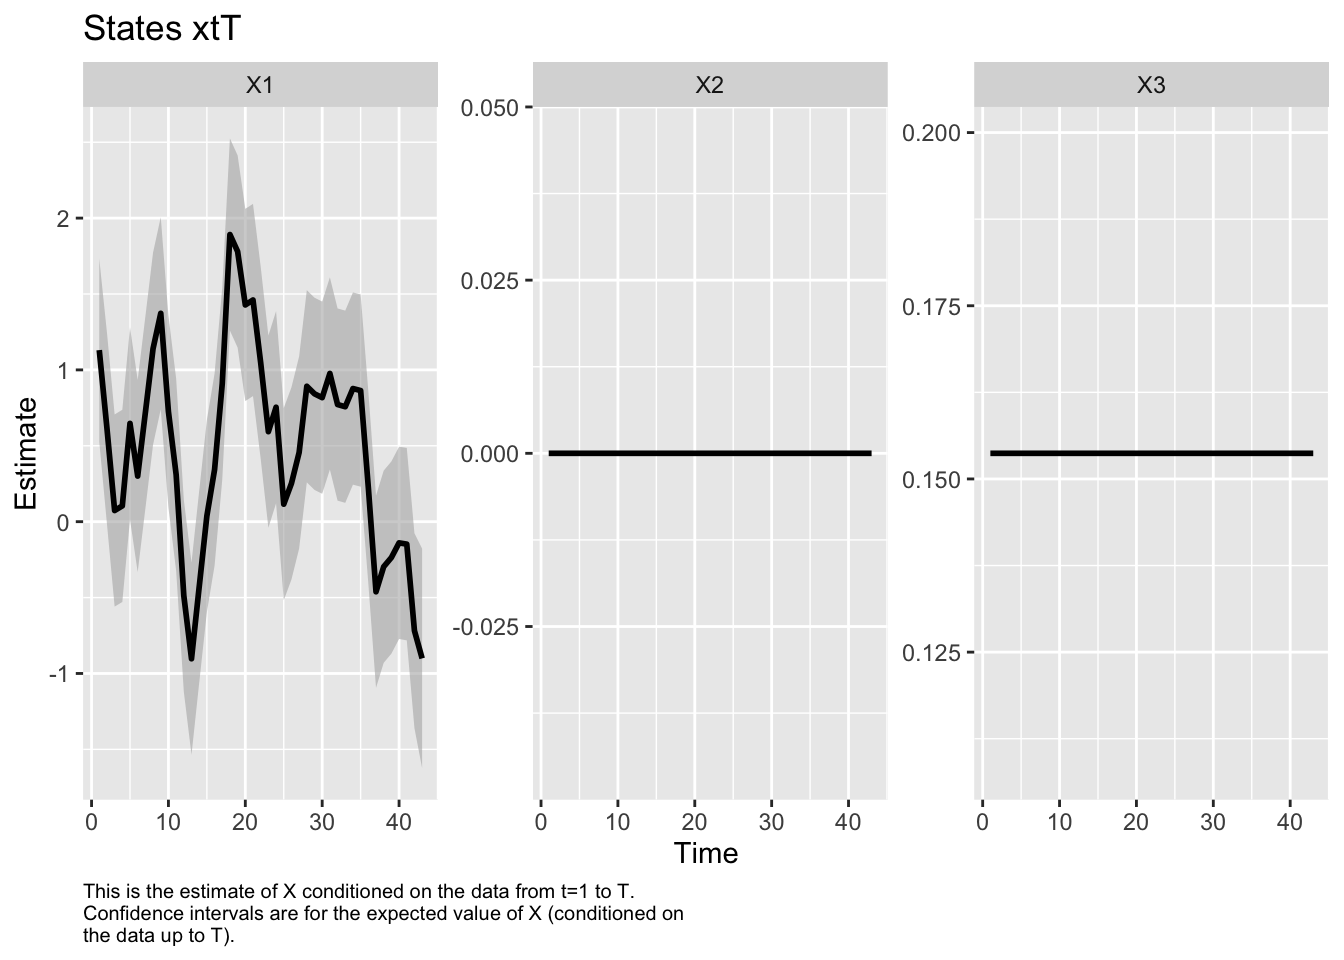 States xtT
X1
X2
X3
Estimate
2
1
0
-1
0.050
0.025
0.000
-0.025
0.200
0.175
0.150
0.125
0 10 20 30 40
0 10 20 30 40
0 10 20 30 40
Time
This is the estimate of X conditioned on the data from t=1 to T.
Confidence intervals are for the expected value of X (conditioned on
the data up to T).